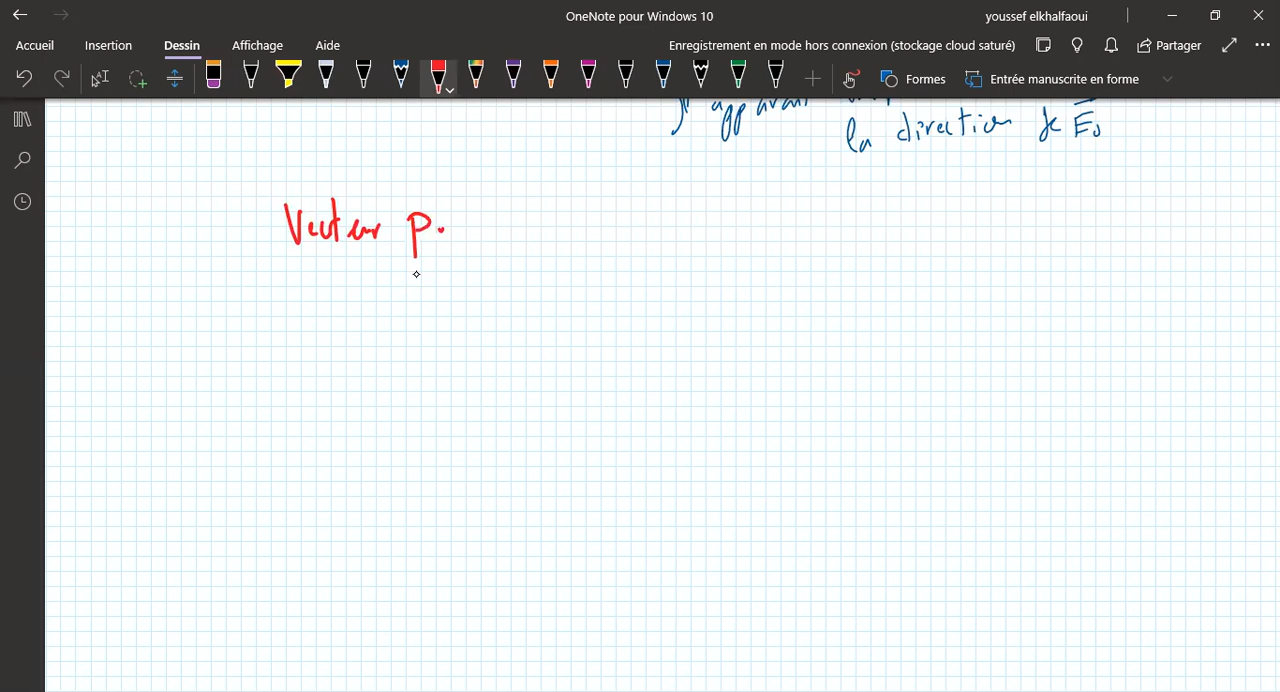 OneNote pour Windows 10
youssef elkhalfaoui
Accueil Insertion Dessin Affichage Aide
Enregistrement en mode hors connexion (stockage cloud saturé)
Partager
Formes
Entrée manuscrite en forme
apparait
la direction de E₀
Vecteur p.